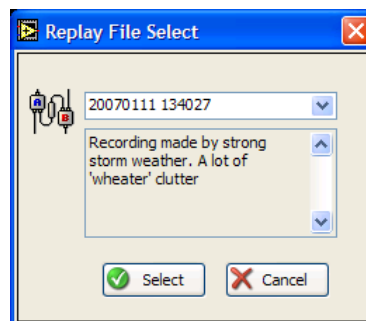 Replay File Select
A
B
20070111 134027
Recording made by strong
storm weather. A lot of
'wheater' clutter
Select
Cancel